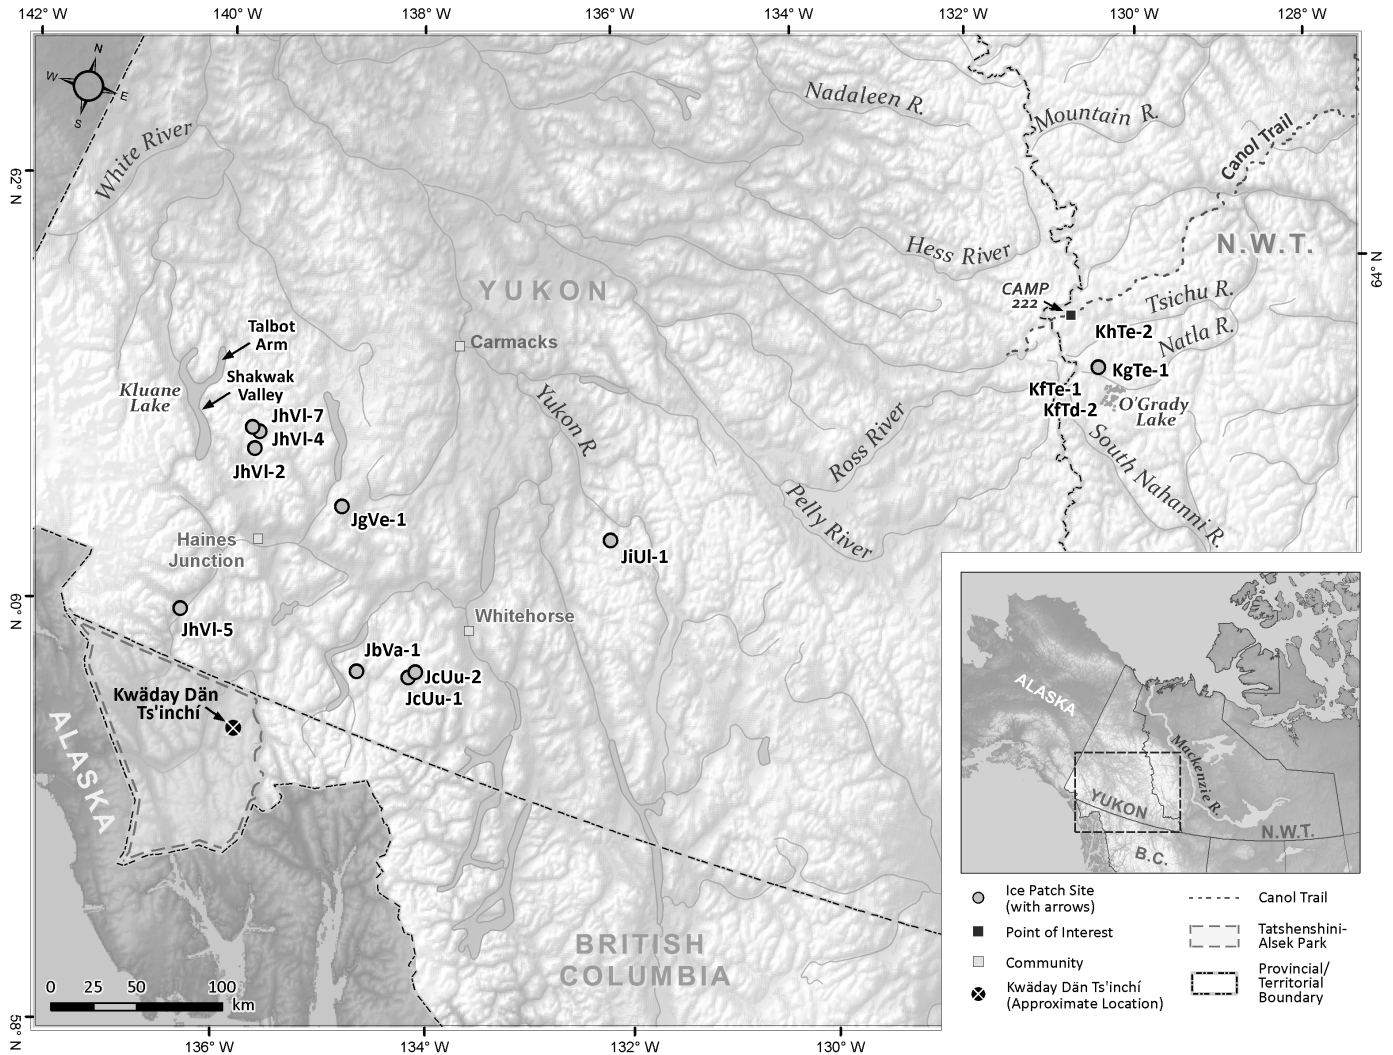 142° W
140° W
138° W
136° W
134° W
132° W
130° W
128° W
N
W
E
S
62° N
60° N
58° N
64° N
White River
Nadaleen R.
Mountain R.
Canol Trail
N.W.T.
Hess River
YUKON
CAMP
222
Tsichu R.
KhTe-2
Natla R.
KgTe-1
KfTe-1
KfTd-2
O'Grady
Lake
Talbot
Arm
Carmacks
Shakwak
Valley
Kluane
Lake
JhVl-7
JhVl-4
JhVl-2
Yukon R.
Ross River
South Nahanni R.
Pelly River
JgVe-1
Haines
Junction
JiUl-1
JhVl-5
Whitehorse
JbVa-1
JcUu-2
JcUu-1
Kwäday Dän
Ts'inchí
ALASKA
BRITISH
COLUMBIA
0 25 50 100
km
136° W
134° W
132° W
130° W
ALASKA
Mackenzie R.
YUKON
N.W.T.
B.C.
Ice Patch Site
(with arrows)
Point of Interest
Community
Kwäday Dän Ts'inchí
(Approximate Location)
Canol Trail
Tatshenshini-
Alsek Park
Provincial/
Territorial
Boundary